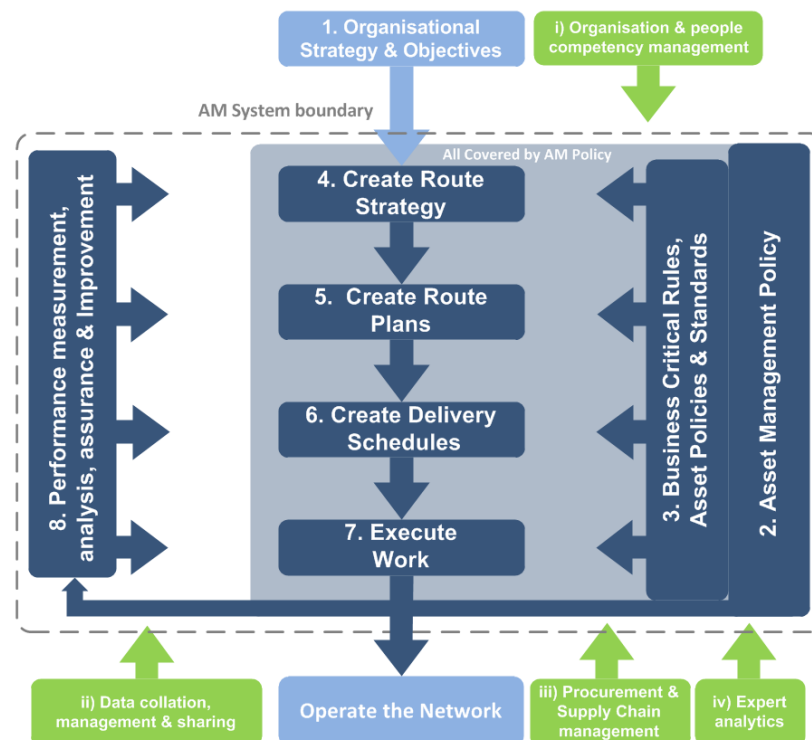 1. Organisational
Strategy & Objectives
i) Organisation & people
competency management
AM System boundary
All Covered by AM Policy
4. Create Route
Strategy
5. Create Route
Plans
6. Create Delivery
Schedules
7. Execute
Work
8. Performance measurement,
analysis, assurance & Improvement
3. Business Critical Rules,
Asset Policies & Standards
2. Asset Management Policy
ii) Data collation,
management & sharing
Operate the Network
iii) Procurement &
Supply Chain
management
iv) Expert
analytics